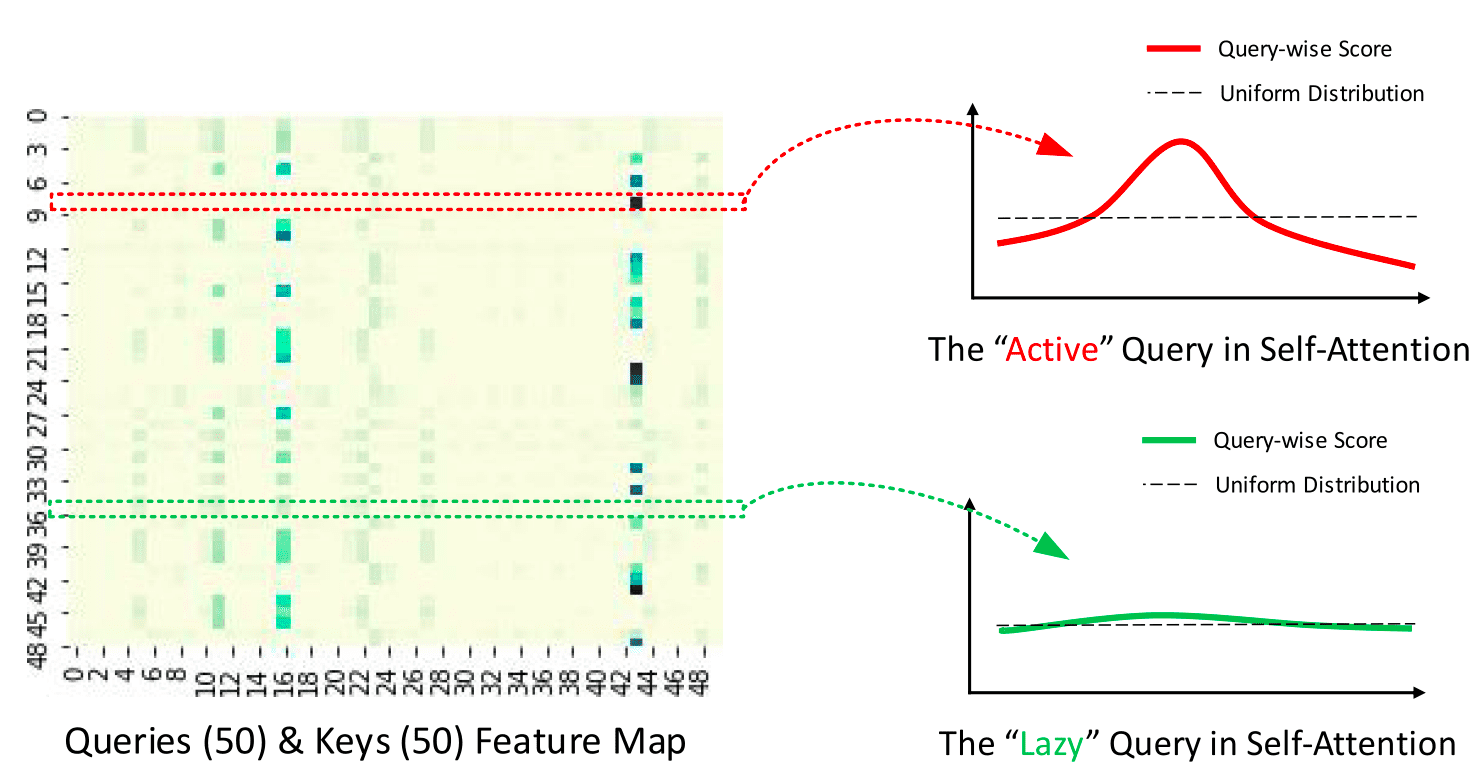 0
3
6
9
12
15
18
21
24
27
30
33
36
39
42
45
48
0 2 4 6 8 10 12 14 16 18 20 22 24 26 28 30 32 34 36 38 40 42 44 46 48
Queries (50) & Keys (50) Feature Map
Query-wise Score
Uniform Distribution
The “Active” Query in Self-Attention
Query-wise Score
Uniform Distribution
The “Lazy” Query in Self-Attention